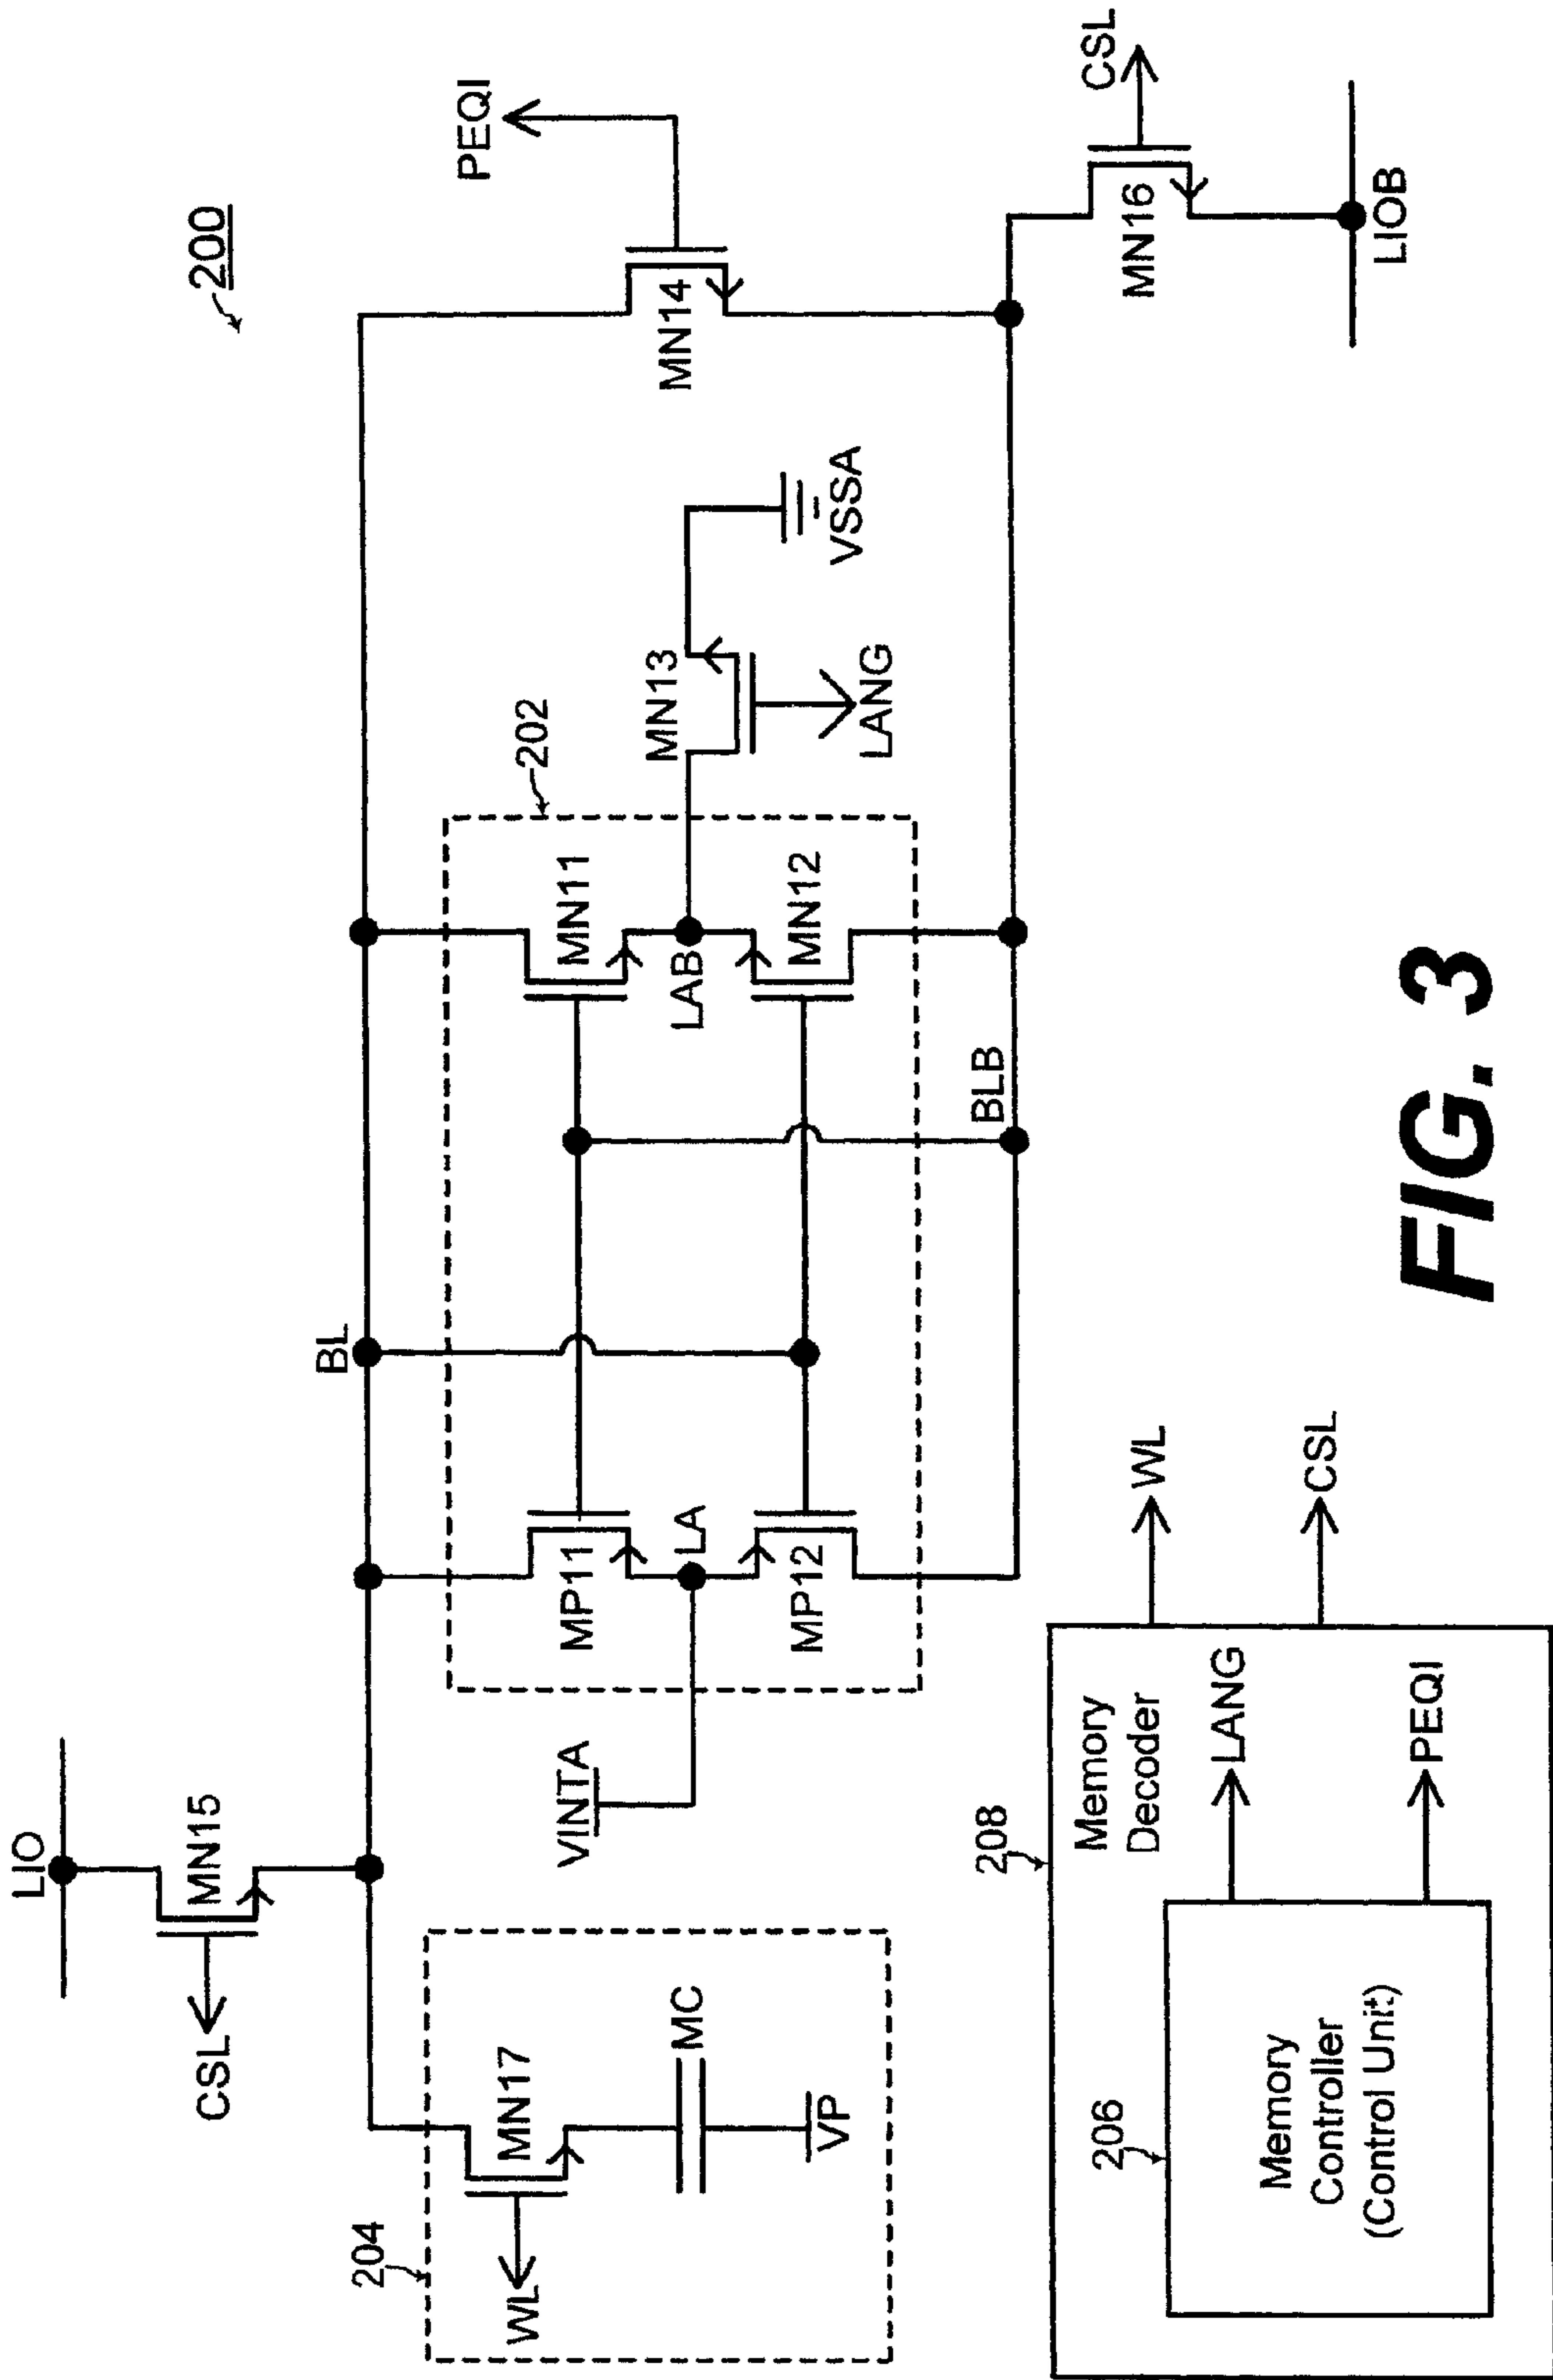 200
LIO
CSL
MN15
BL
PEQI
204
WL
MN17
MC
VP
VINTA
202
MP11
LA
MP12
MN11
LAB
MN12
MN13
LANG
VSSA
MN14
BLB
CSL
MN16
LIOB
208
Memory
Decoder
206
Memory
Controller
(Control Unit)
LANG
PEQI
WL
CSL
FIG. 3